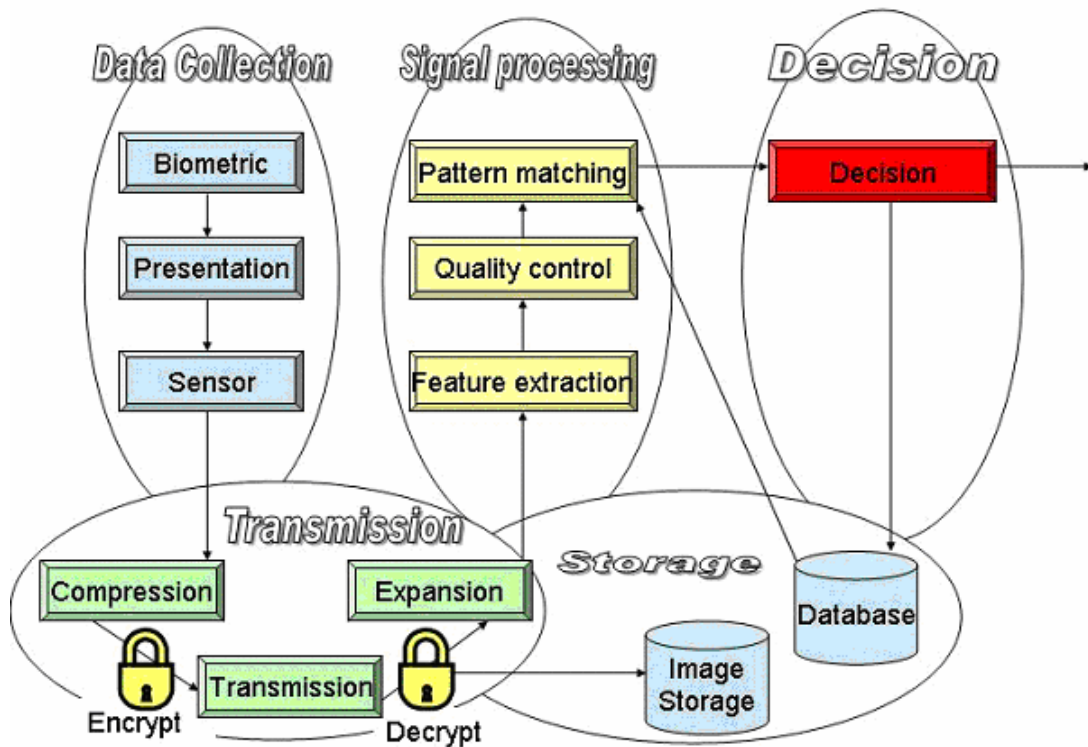 Data Collection
Signal processing
Decision
Biometric
Presentation
Sensor
Pattern matching
Quality control
Feature extraction
Decision
Transmission
Compression
Expansion
Transmission
Encrypt
Decrypt
Storage
Database
Image
Storage